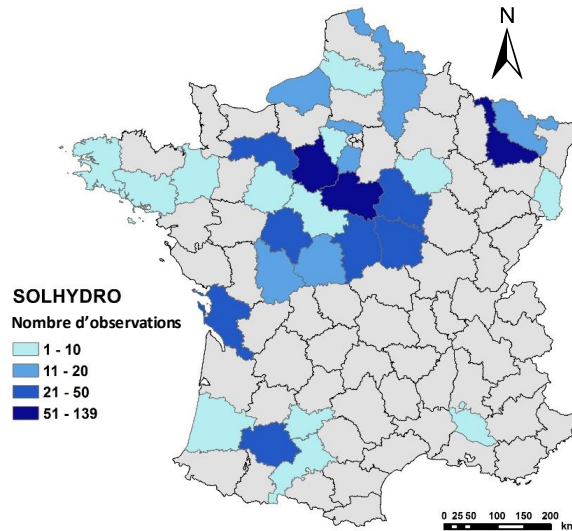 N
SOLHYDRO
Nombre d'observations
1 - 10
11 - 20
21 - 50
51 - 139
0 25 50 100 150 200
km